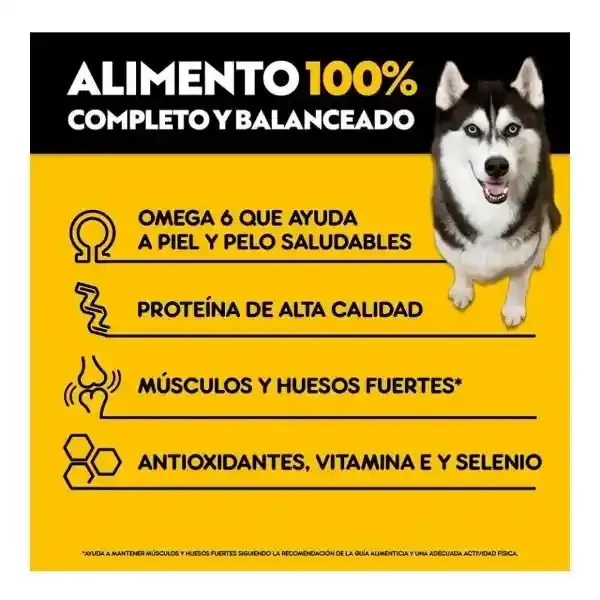 ALIMENTO 100%
COMPLETO Y BALANCEADO
OMEGA 6 QUE AYUDA
A PIEL Y PELO SALUDABLES
PROTEÍNA DE ALTA CALIDAD
MÚSCULOS Y HUESOS FUERTES*
ANTIOXIDANTES, VITAMINA E Y SELENIO
*AYUDA A MANTENER MÚSCULOS Y HUESOS FUERTES SIGUIENDO LA RECOMENDACIÓN DE LA GUÍA ALIMENTICIA Y UNA ADECUADA ACTIVIDAD FÍSICA.